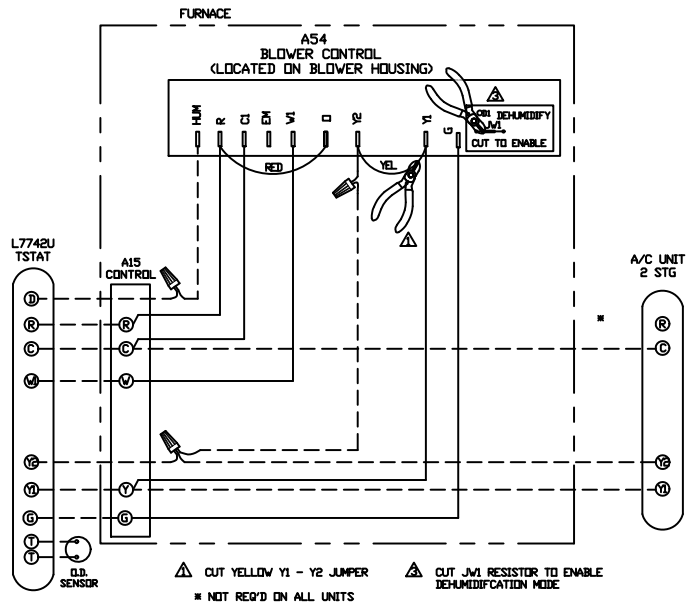 FURNACE
A54
BLOWER CONTROL
(LOCATED ON BLOWER HOUSING)
3
HUM
R
C1
EM
W1
O
Y2
Y1
G
DEHUMIDIFY
JW1
CUT TO ENABLE
RED
YEL
1
L7742U
TSTAT
A15
CONTROL
A/C UNIT
2 STG
D
R
R
*
R
C
C
C
W1
W
Y2
Y2
Y1
Y
Y1
G
G
T
T
O.D.
SENSOR
1 CUT YELLOW Y1 - Y2 JUMPER
3 CUT JW1 RESISTOR TO ENABLE
DEHUMIDIFCATION MODE
* NOT REQ'D ON ALL UNITS